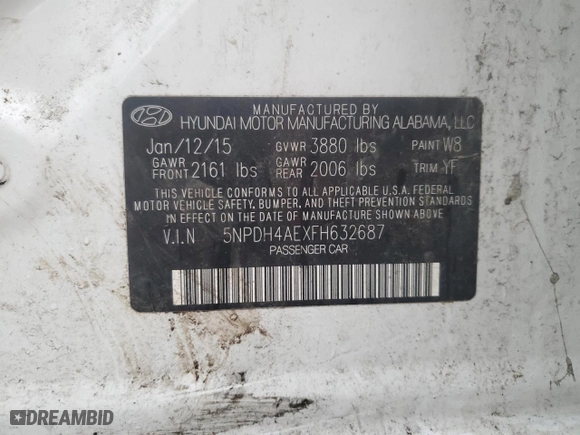 MANUFACTURED BY
HYUNDAI MOTOR MANUFACTURING ALABAMA, LLC
Jan/12/15 GVWR 3880 lbs PAINT W8
GAWR FRONT 2161 lbs GAWR REAR 2006 lbs TRIM YF
THIS VEHICLE CONFORMS TO ALL APPLICABLE U.S.A. FEDERAL
MOTOR VEHICLE SAFETY, BUMPER, AND THEFT PREVENTION STANDARDS
IN EFFECT ON THE DATE OF MANUFACTURE SHOWN ABOVE.
V.I.N 5NPDH4AEXFH632687
PASSENGER CAR
DREAMBID